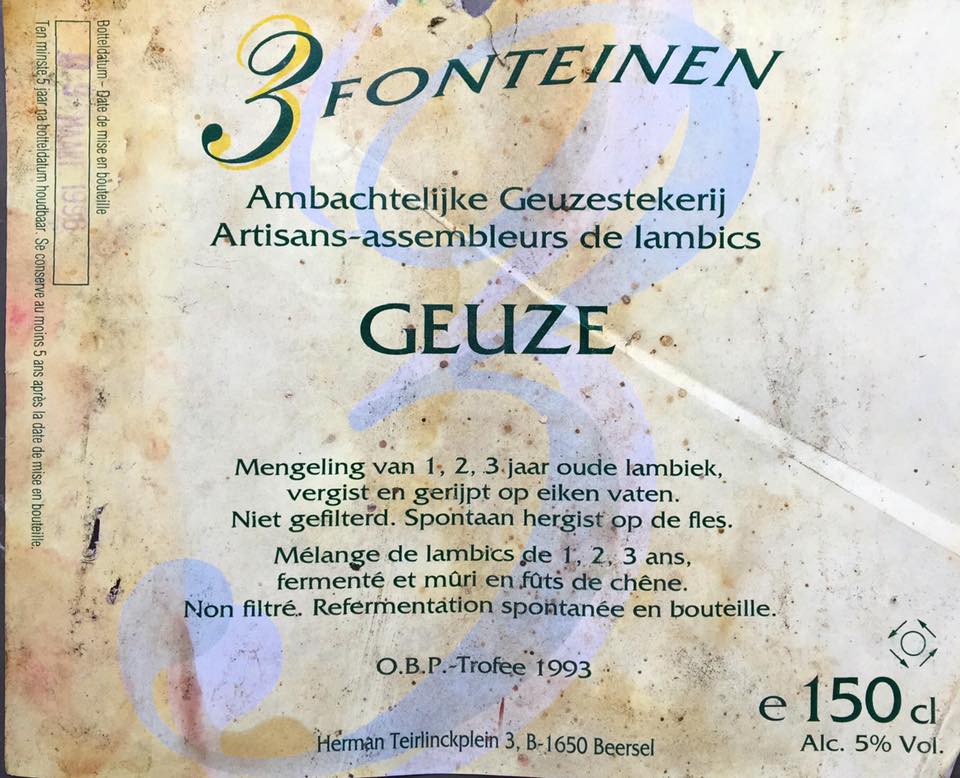 3 FONTEINEN
Ambachtelijke Geuzestekerij
Artisans-assembleurs de lambics
GEUZE
Mengeling van 1, 2, 3 jaar oude lambiek,
vergist en gerijpt op eiken vaten.
Niet gefilterd. Spontaan hergist op de fles.
Mélange de lambics de 1, 2, 3 ans,
fermenté et mûri en fûts de chêne.
Non filtré. Refermentation spontanée en bouteille.
O.B.P.-Trofee 1993
Herman Teirlinckplein 3, B-1650 Beersel
e 150 cl
Alc. 5% Vol.
Botteldatum - Date de mise en bouteille
Ten minste 5 jaar na botteldatum houdbaar. Se conserve au moins 5 ans après la date de mise en bouteille.